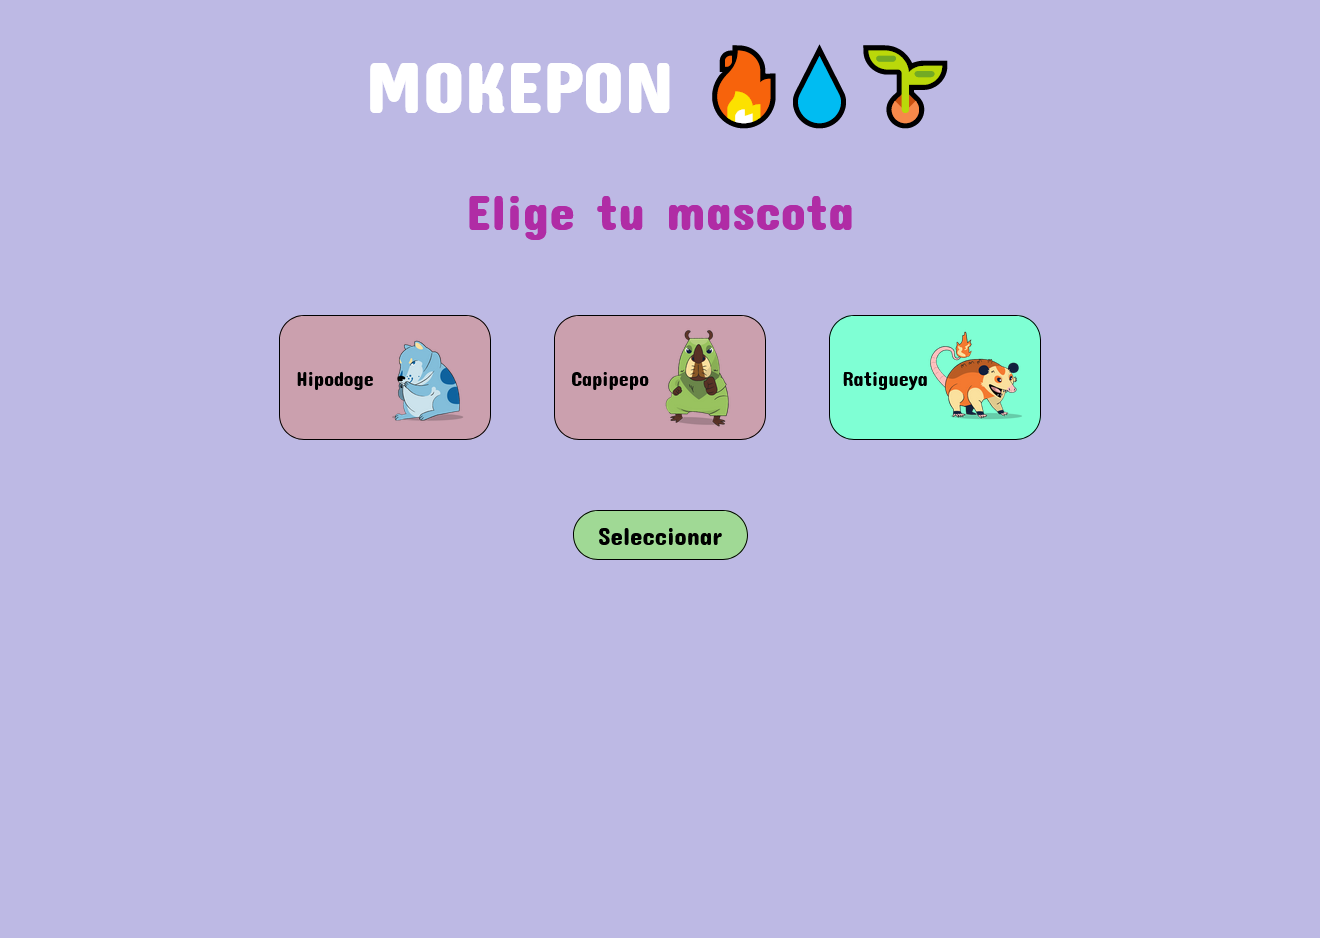 MOKEPON 🔥💧🌱
Elige tu mascota
Hipodoge
Capipepo
Ratigueya
Seleccionar